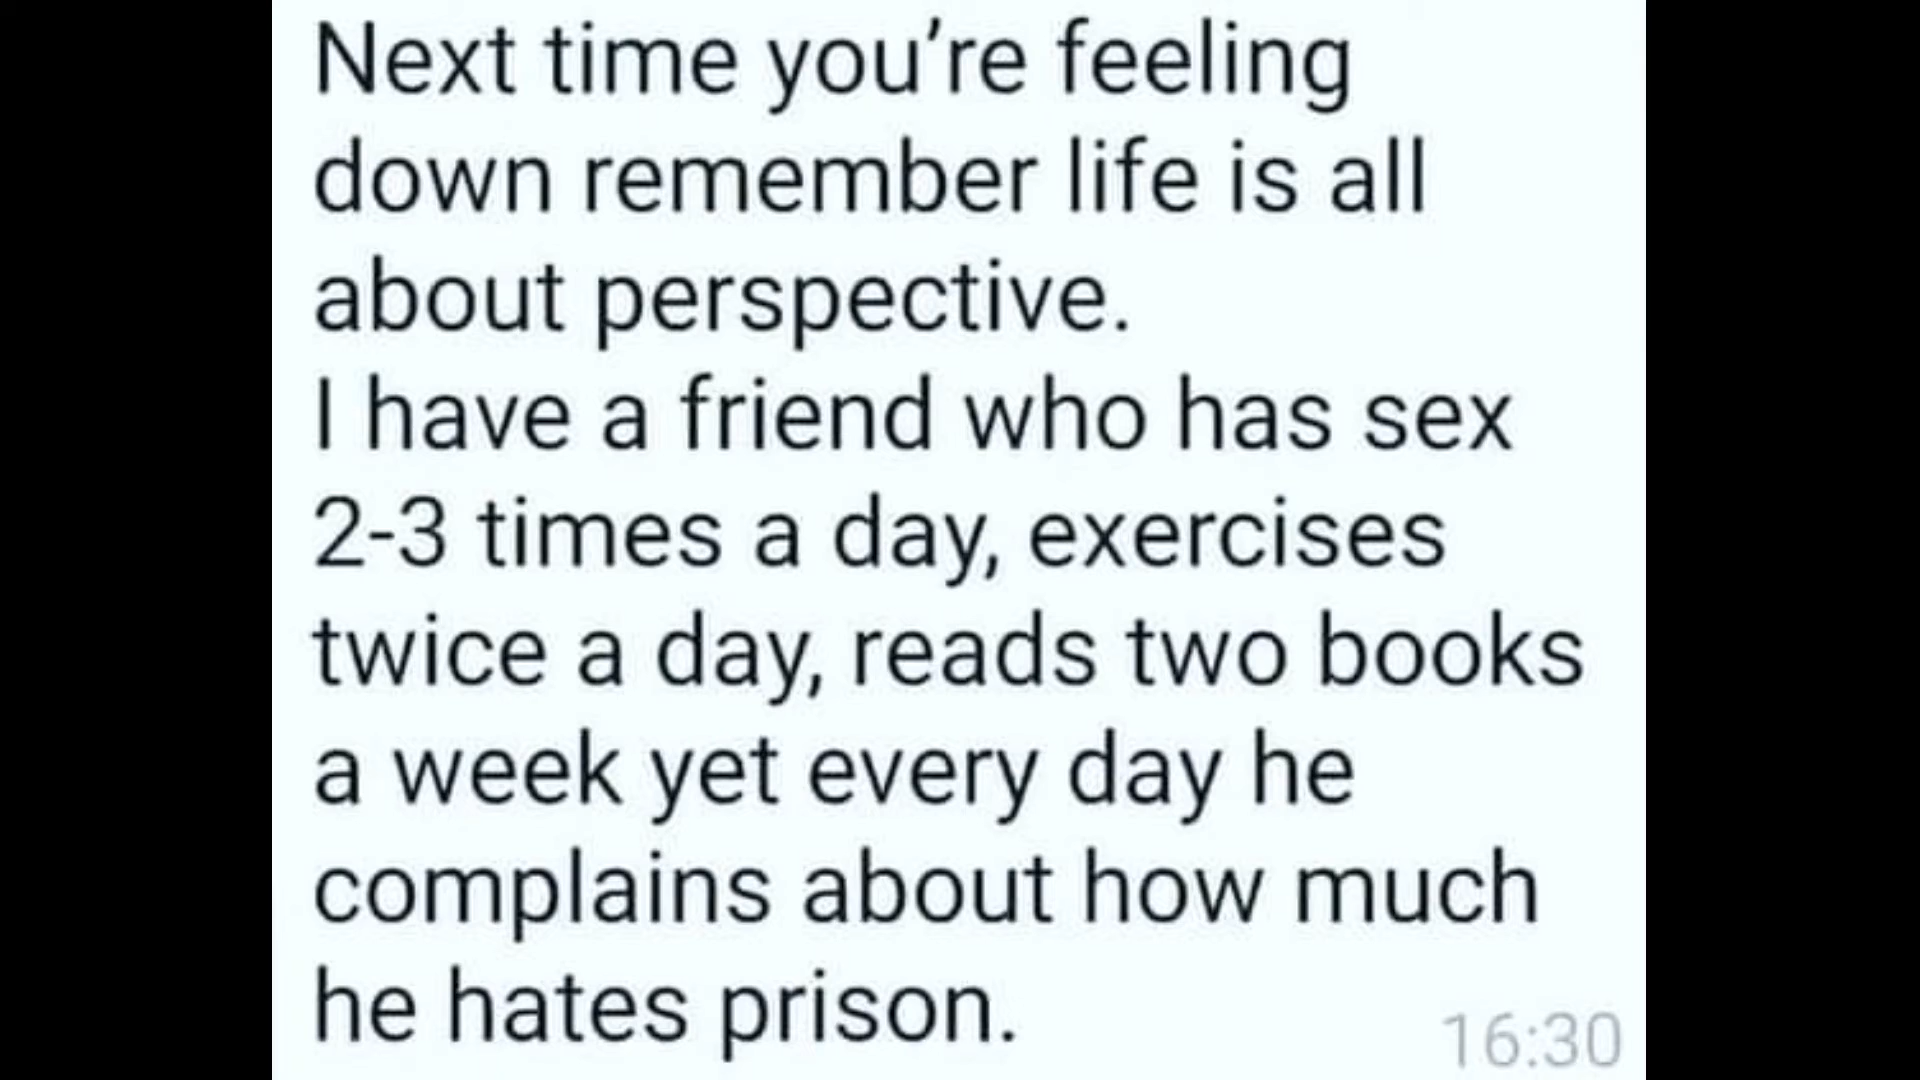 Next time you’re feeling
down remember life is all
about perspective.
I have a friend who has sex
2-3 times a day, exercises
twice a day, reads two books
a week yet every day he
complains about how much
he hates prison.
16:30